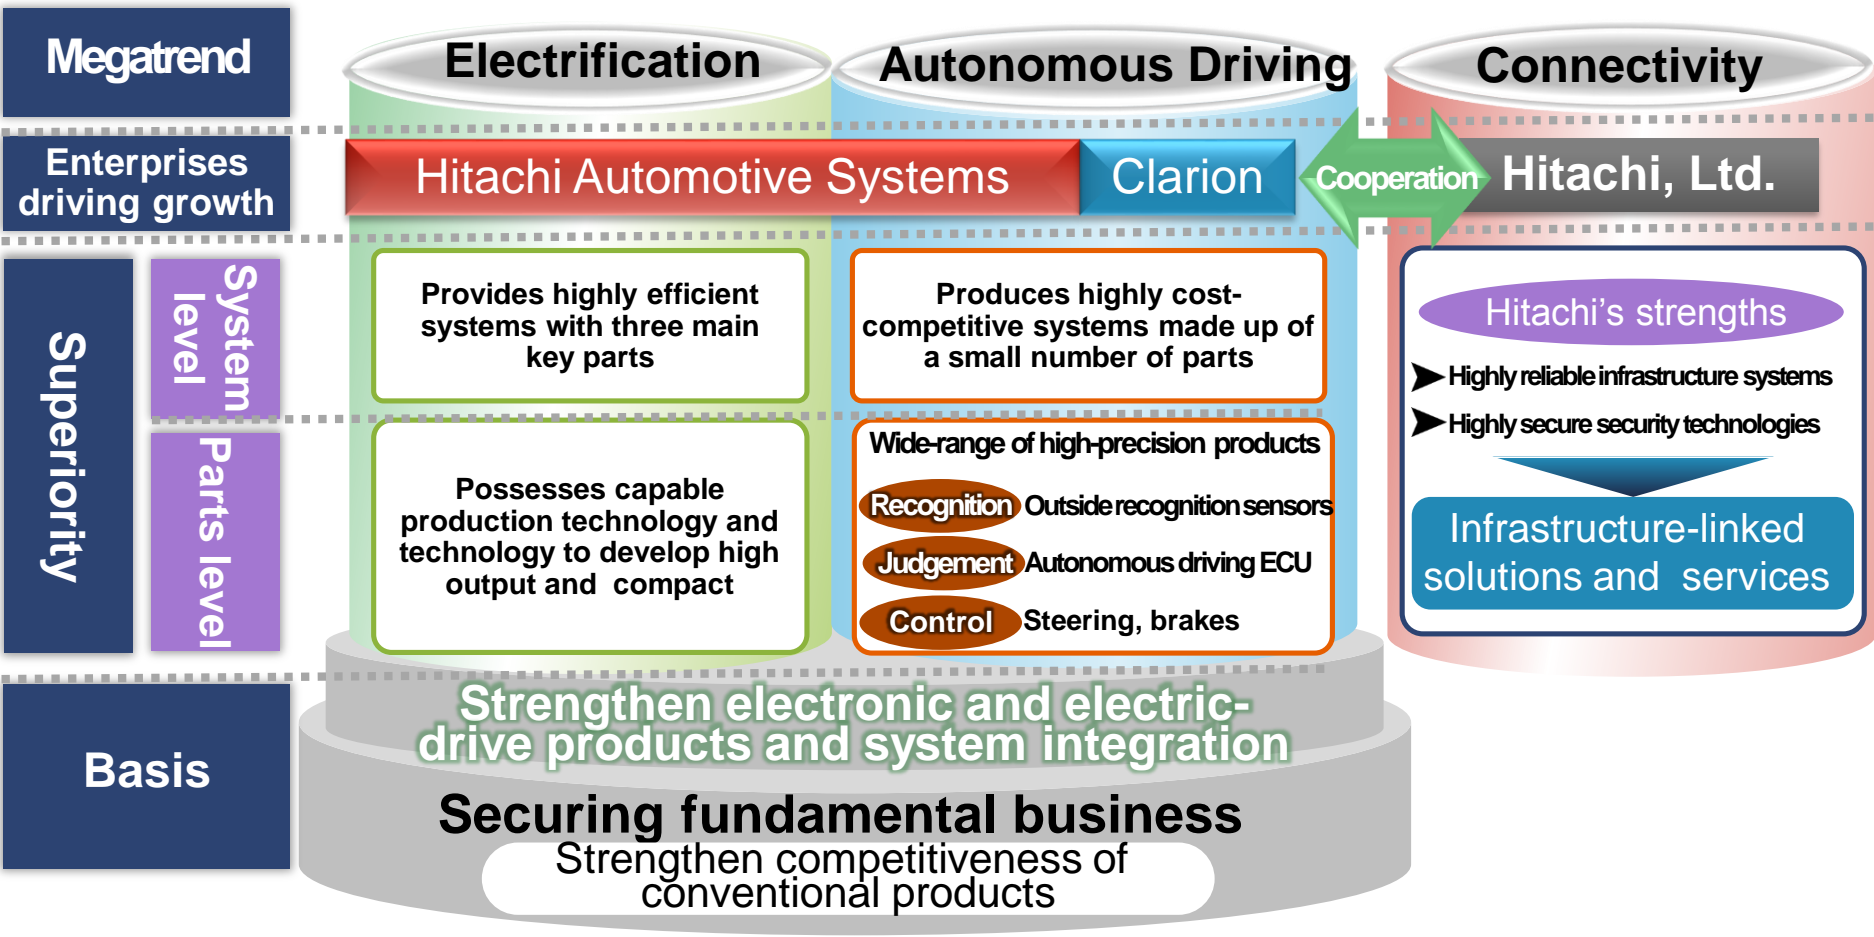 Megatrend
Electrification
Autonomous Driving
Connectivity
Enterprises
driving growth
Hitachi Automotive Systems
Clarion
Cooperation
Hitachi, Ltd.
Superiority
System
level
Provides highly efficient
systems with three main
key parts
Produces highly cost-
competitive systems made up of
a small number of parts
Hitachi's strengths
Highly reliable infrastructure systems
Highly secure security technologies
Infrastructure-linked
solutions and services
Parts level
Possesses capable
production technology and
technology to develop high
output and compact
Wide-range of high-precision products
Recognition Outside recognition sensors
Judgement Autonomous driving ECU
Control Steering, brakes
Basis
Strengthen electronic and electric-
drive products and system integration
Securing fundamental business
Strengthen competitiveness of
conventional products